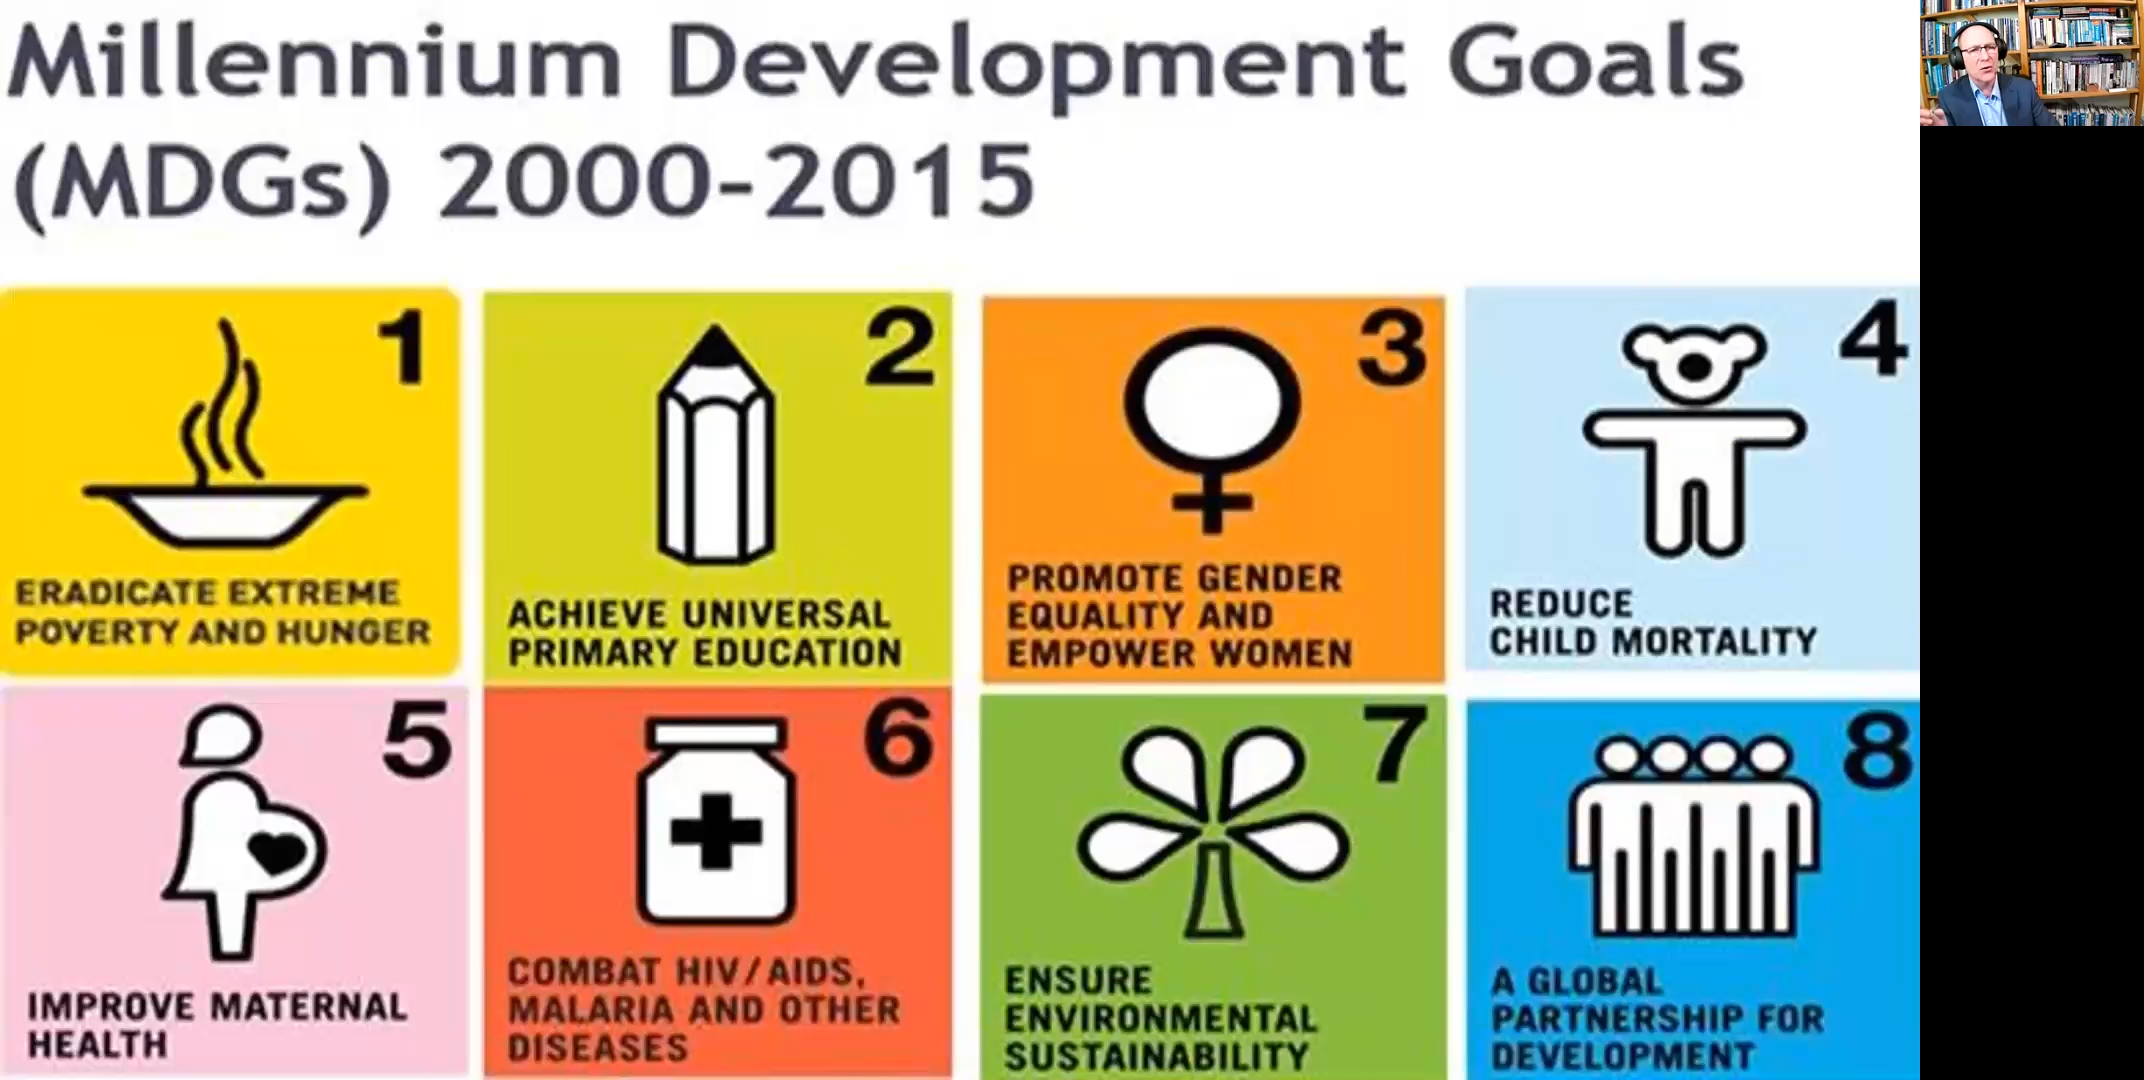 Millennium Development Goals
(MDGs) 2000-2015
1
ERADICATE EXTREME
POVERTY AND HUNGER
2
ACHIEVE UNIVERSAL
PRIMARY EDUCATION
3
PROMOTE GENDER
EQUALITY AND
EMPOWER WOMEN
4
REDUCE
CHILD MORTALITY
5
IMPROVE MATERNAL
HEALTH
6
COMBAT HIV/AIDS,
MALARIA AND OTHER
DISEASES
7
ENSURE
ENVIRONMENTAL
SUSTAINABILITY
8
A GLOBAL
PARTNERSHIP FOR
DEVELOPMENT